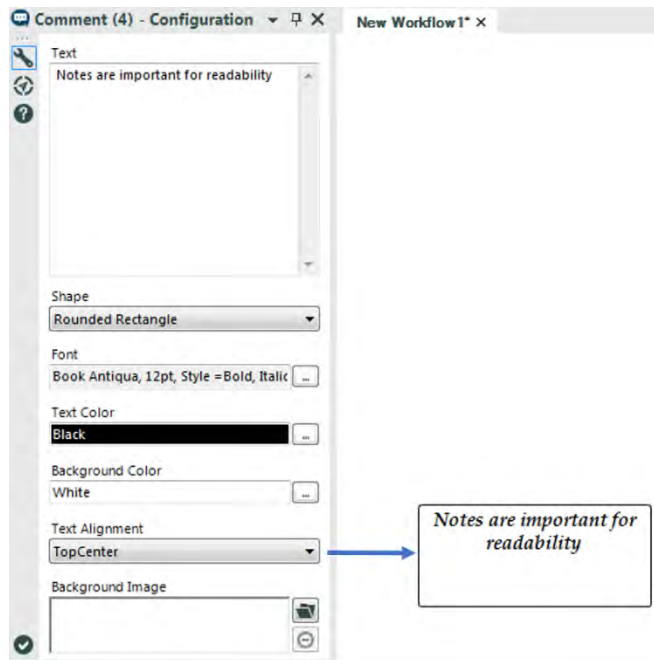 Comment (4) - Configuration
New Workflow1* ×
Text
Notes are important for readability
Shape
Rounded Rectangle
Font
Book Antiqua, 12pt, Style =Bold, Italic
...
Text Color
Black
...
Background Color
White
...
Text Alignment
TopCenter
Background Image
Notes are important for
readability